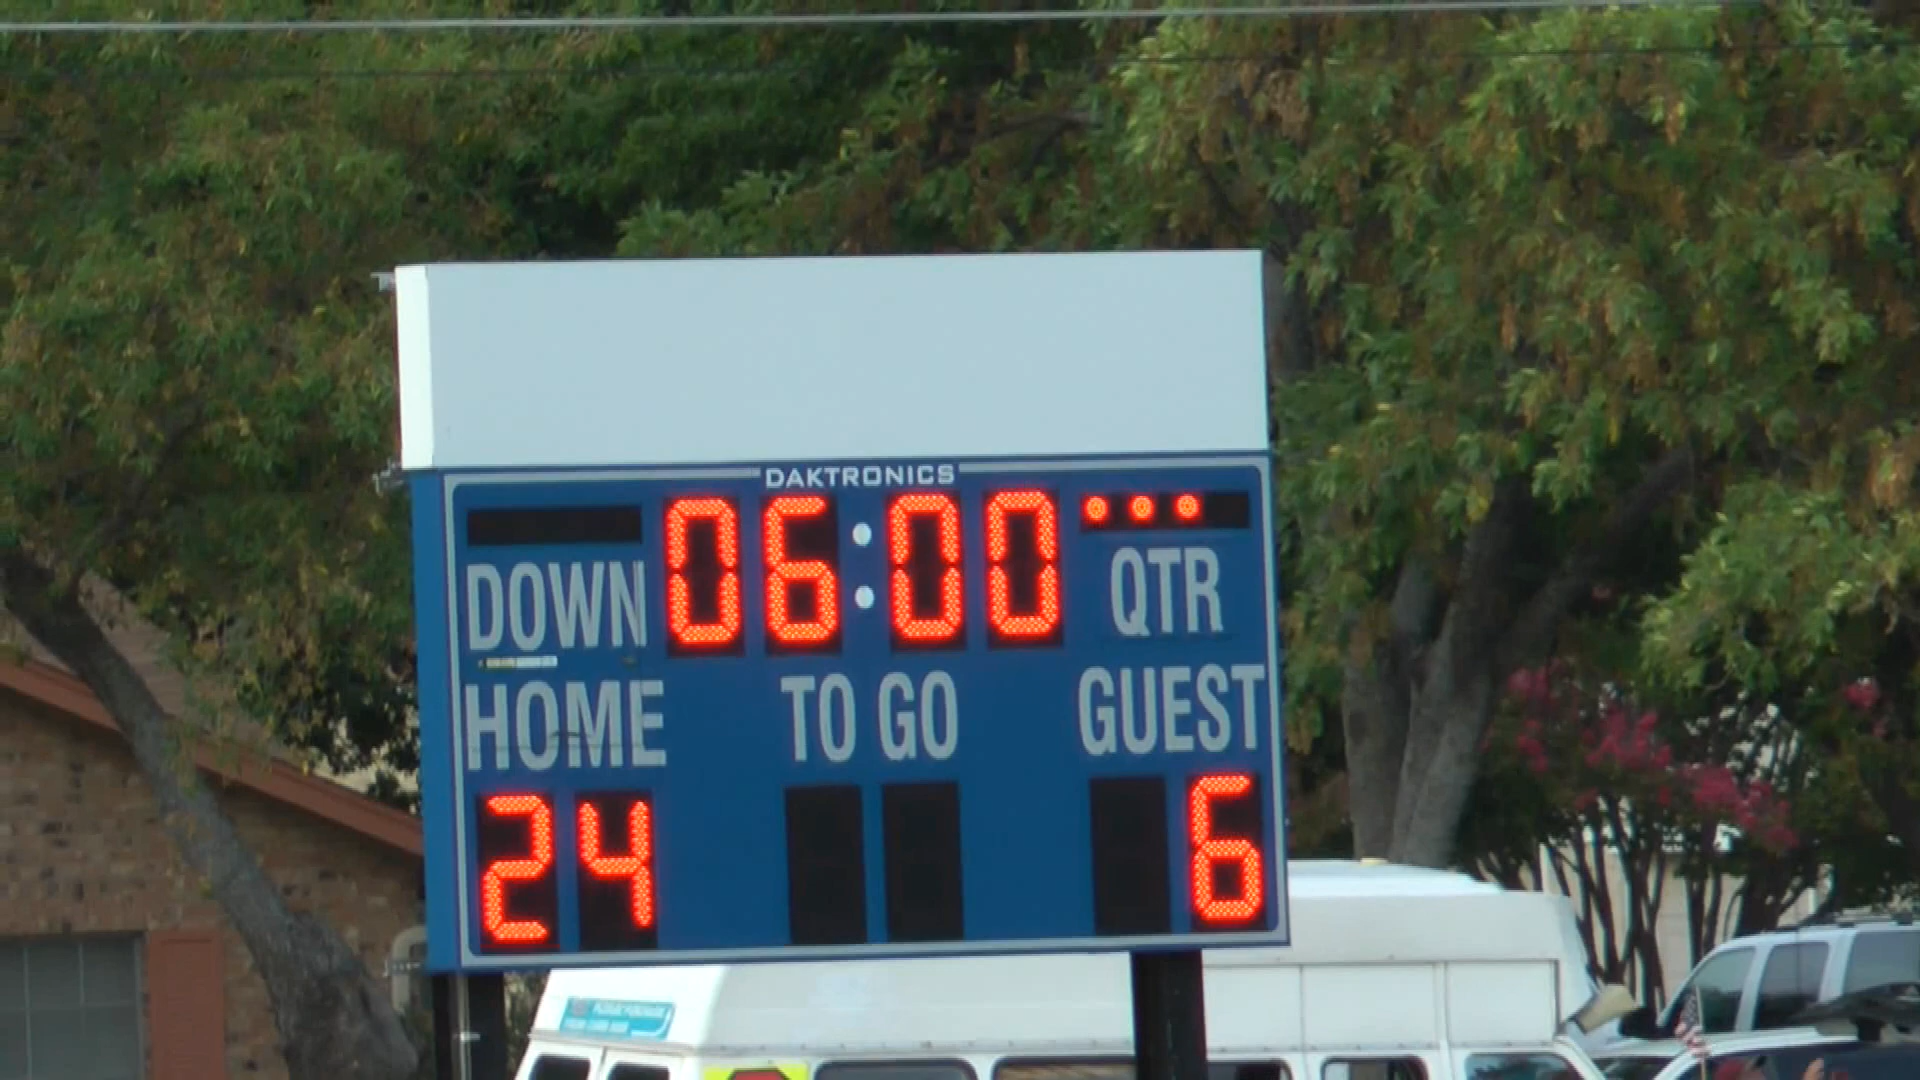 DAKTRONICS
06:00
DOWN QTR
HOME TO GO GUEST
24 6